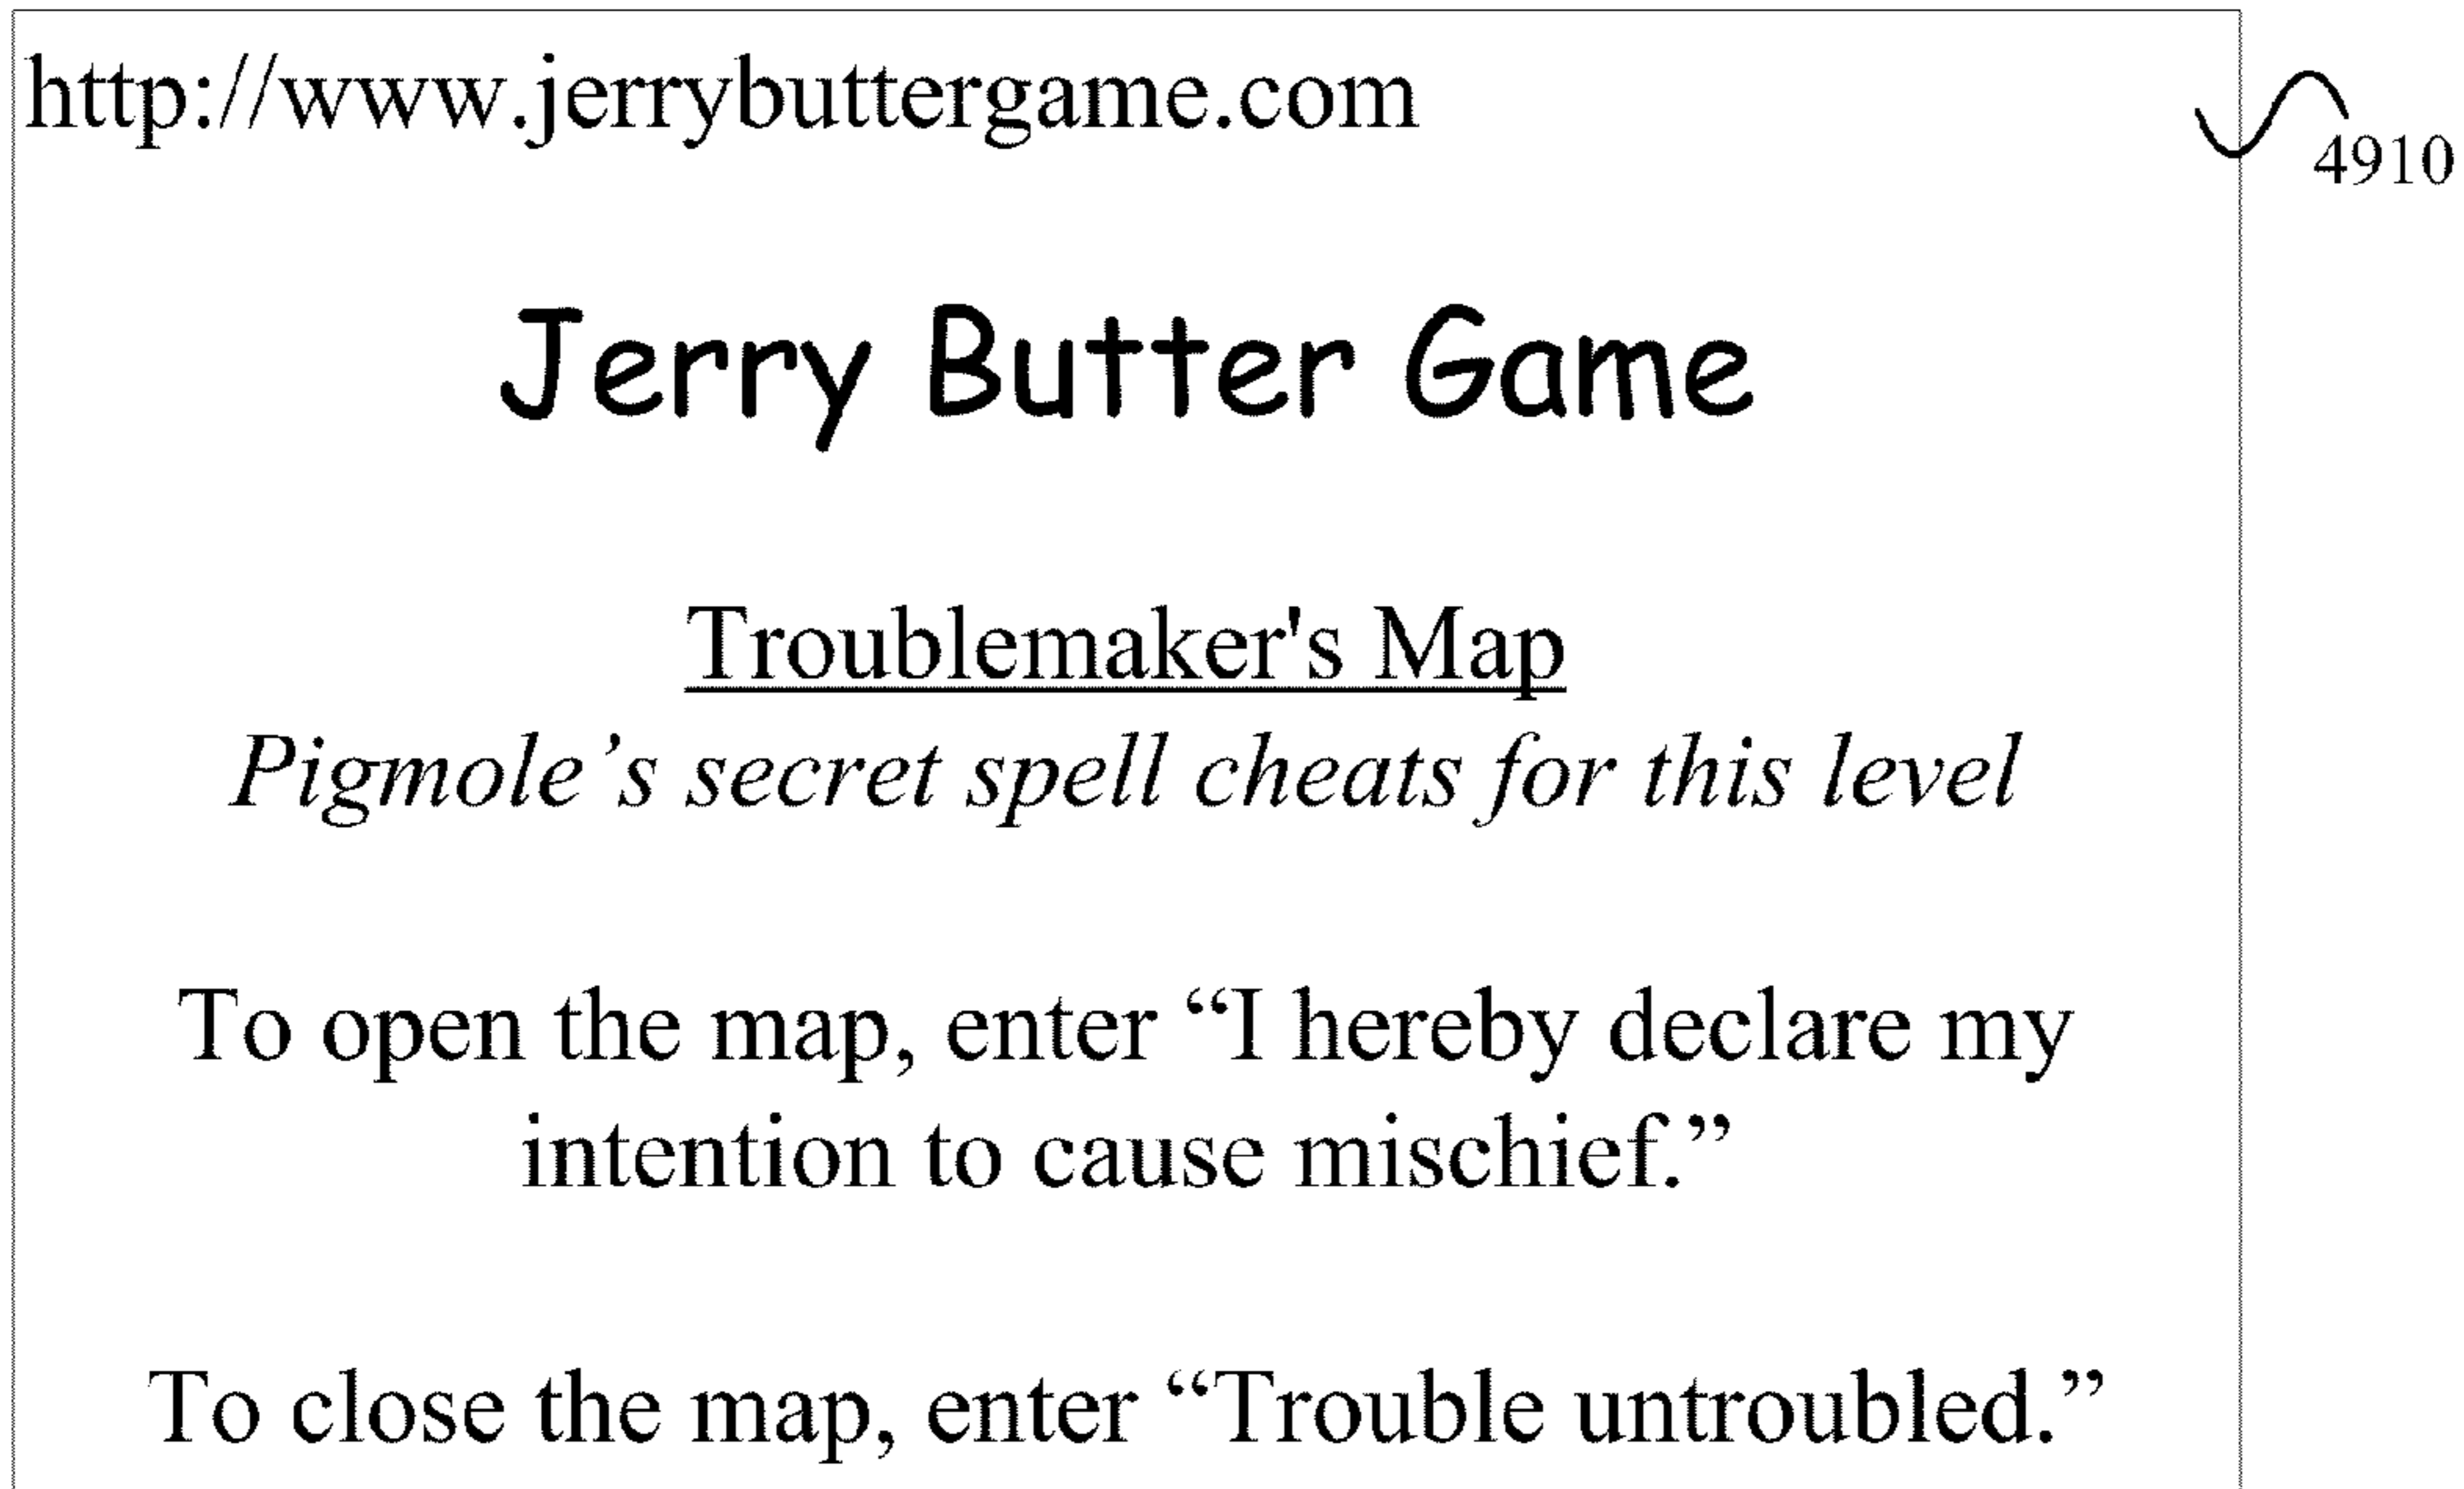 http://www.jerrybuttergame.com
4910
Jerry Butter Game
Troublemaker's Map
Pigmole’s secret spell cheats for this level
To open the map, enter “I hereby declare my
intention to cause mischief.”
To close the map, enter “Trouble untroubled.”